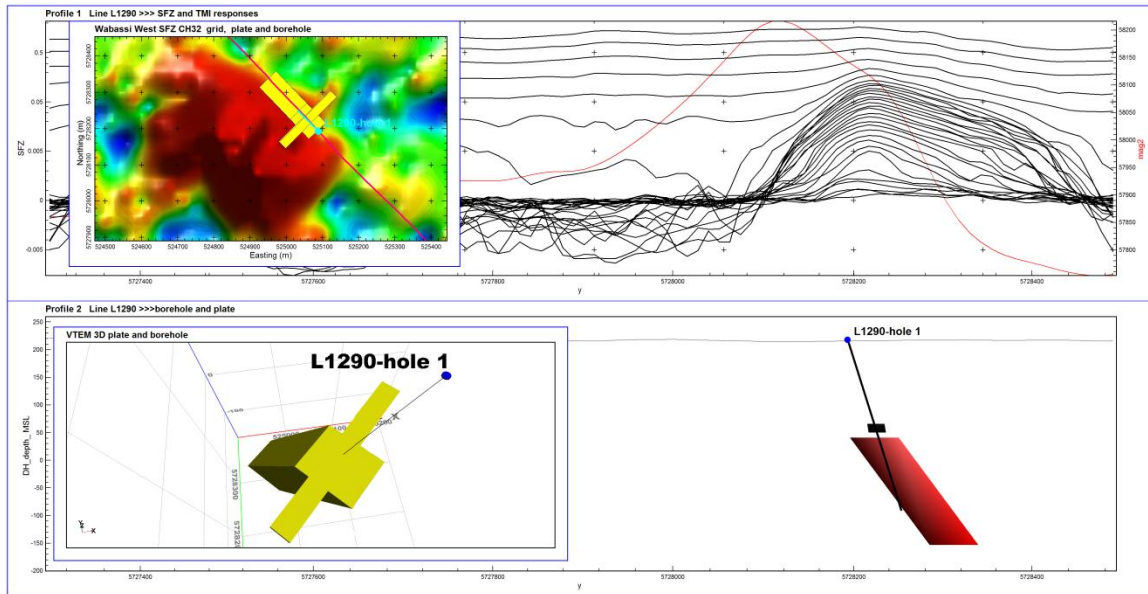 Profile 1 Line L1290 >>> SFZ and TMI responses
Wabassi West SFZ CH32 grid, plate and borehole
5728400
5728300
5728200
5728100
5728000
5727900
Northing (m)
L1290-hole 1
524500 524600 524700 524800 524900 525000 525100 525200 525300 525400
Easting (m)
0.5
0.05
0.005
0
-0.005
SFZ
58200
58150
58100
58050
58000
57950
57900
57850
57800
mag2
5727400 5727600 5727800 5728000 5728200 5728400
y
Profile 2 Line L1290 >>>borehole and plate
VTEM 3D plate and borehole
L1290-hole 1
5728300
Y
X
L1290-hole 1
250
200
150
100
50
0
-50
-100
-150
-200
DH_depth_MSL
5727400 5727600 5727800 5728000 5728200 5728400
y